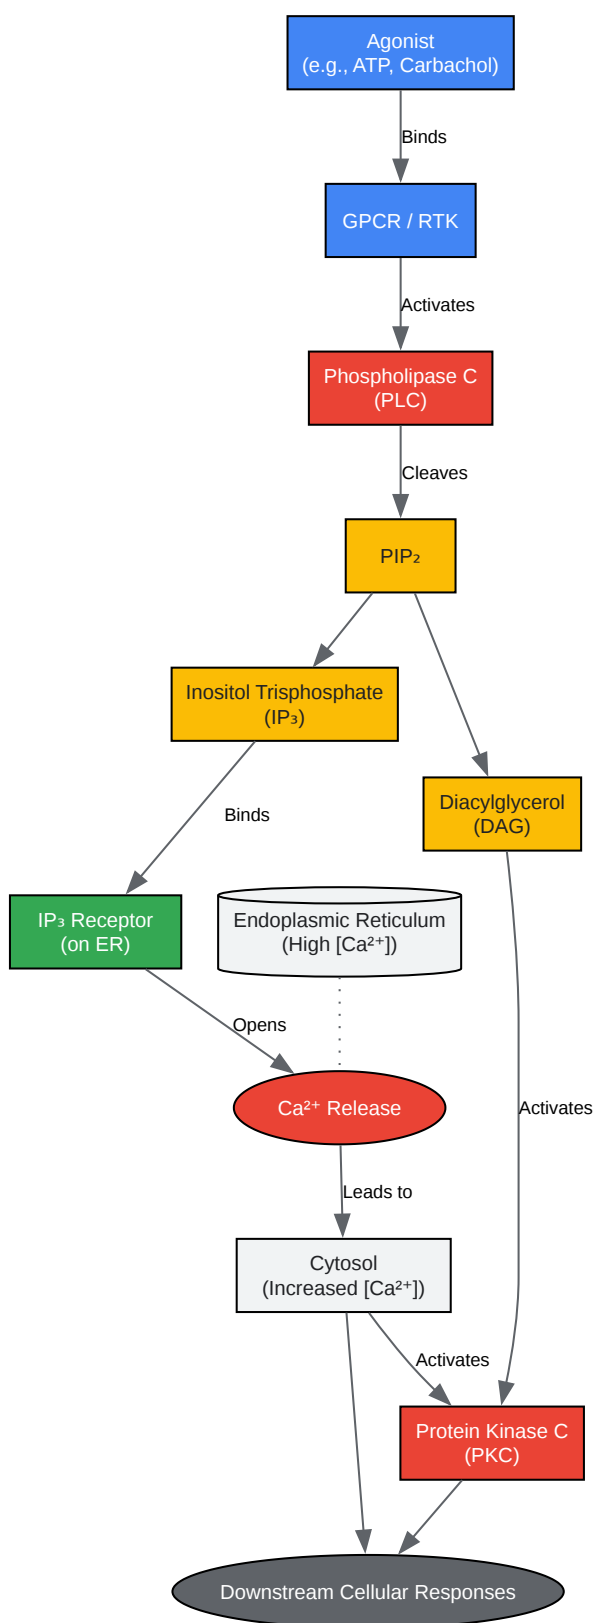 Agonist
(e.g., ATP, Carbachol)
Binds
GPCR / RTK
Activates
Phospholipase C
(PLC)
Cleaves
PIP₂
Inositol Trisphosphate
(IP₃)
Diacylglycerol
(DAG)
Binds
IP₃ Receptor
(on ER)
Endoplasmic Reticulum
(High [Ca²⁺])
Opens
Ca²⁺ Release
Activates
Leads to
Cytosol
(Increased [Ca²⁺])
Activates
Protein Kinase C
(PKC)
Downstream Cellular Responses